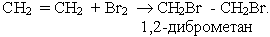 CH₂ = CH₂ + Br₂ → CH₂Br - CH₂Br.
1,2-диброметан